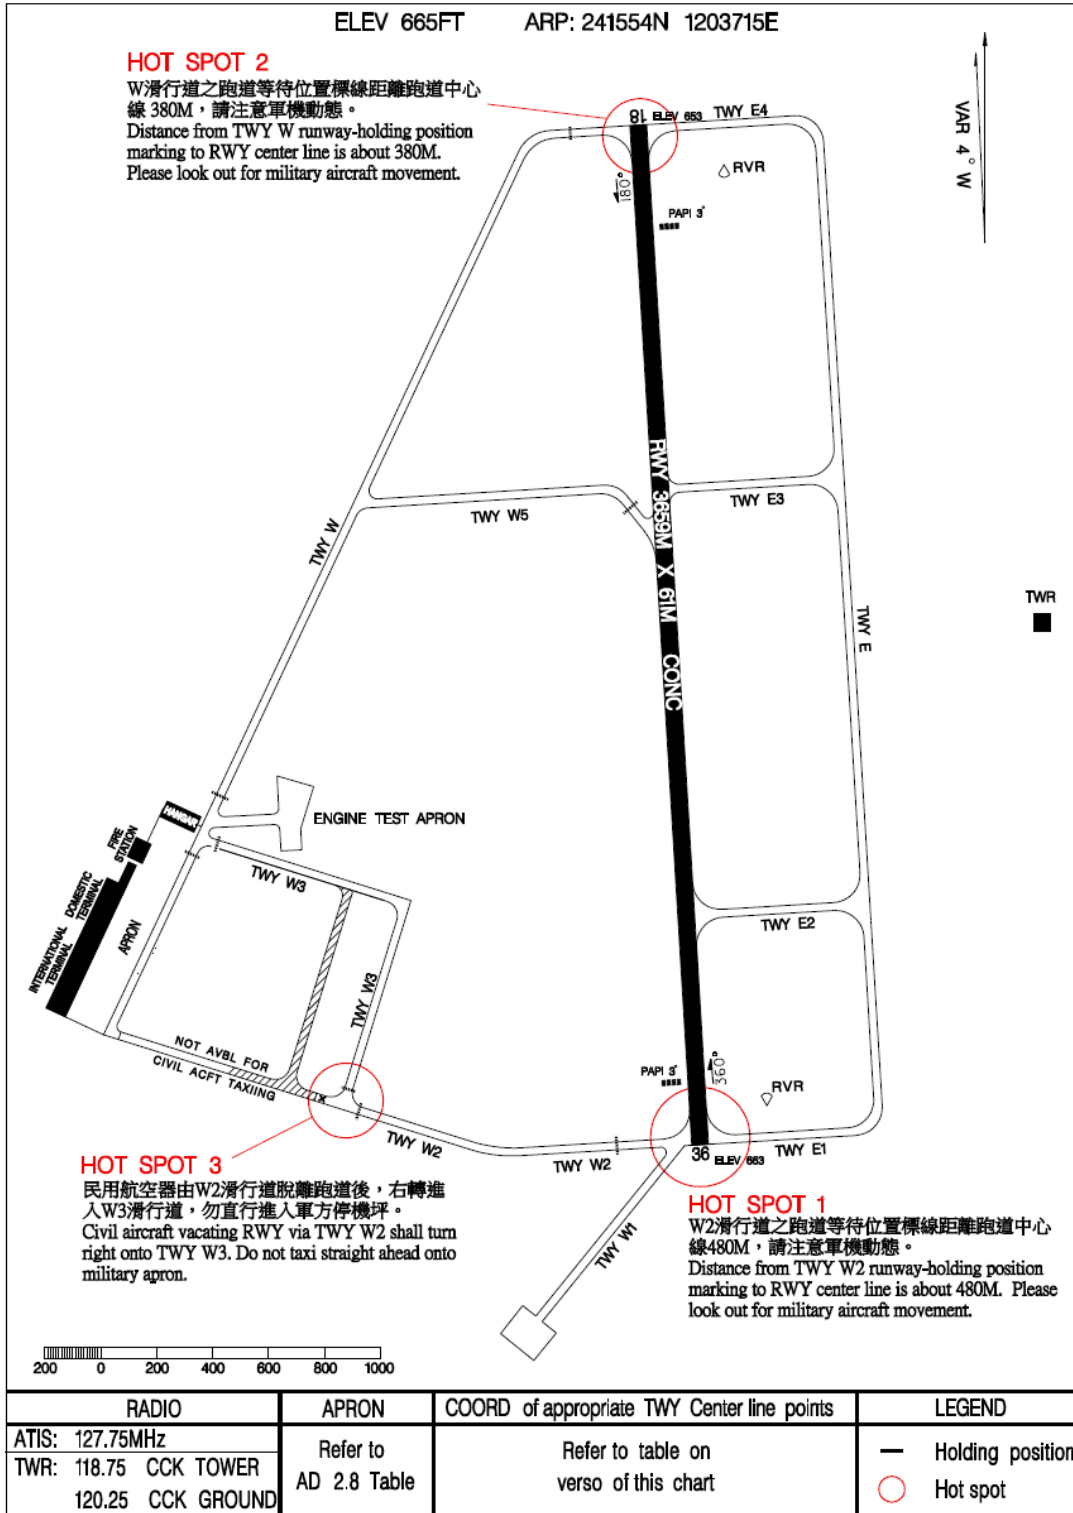 ELEV 665FT ARP: 241554N 1203715E
HOT SPOT 2
W滑行道之跑道等待位置標線距離跑道中心
線 380M，請注意軍機動態。
Distance from TWY W runway-holding position
marking to RWY center line is about 380M.
Please look out for military aircraft movement.
18
ELEV 653
TWY E4
VAR 4° W
RVR
180°
PAPI 3°
RWY 3659M X 61M CONC
TWY W5
TWY E3
TWY W
TWR
TWY E
HANGAR
ENGINE TEST APRON
FIRE
STATION
TWY W3
DOMESTIC
TERMINAL
INTERNATIONAL
TERMINAL
APRON
TWY E2
TWY W3
NOT AVBL FOR
CIVIL ACFT TAXIING
PAPI 3°
360°
RVR
TWY W2
TWY W2
36
ELEV 663
TWY E1
HOT SPOT 3
民用航空器由W2滑行道脫離跑道後，右轉進
入W3滑行道，勿直行進入軍方停機坪。
Civil aircraft vacating RWY via TWY W2 shall turn
right onto TWY W3. Do not taxi straight ahead onto
military apron.
TWY W1
HOT SPOT 1
W2滑行道之跑道等待位置標線距離跑道中心
線480M，請注意軍機動態。
Distance from TWY W2 runway-holding position
marking to RWY center line is about 480M. Please
look out for military aircraft movement.
200 0 200 400 600 800 1000
RADIO
ATIS: 127.75MHz
TWR: 118.75 CCK TOWER
120.25 CCK GROUND
APRON
Refer to
AD 2.8 Table
COORD of appropriate TWY Center line points
Refer to table on
verso of this chart
LEGEND
Holding position
Hot spot